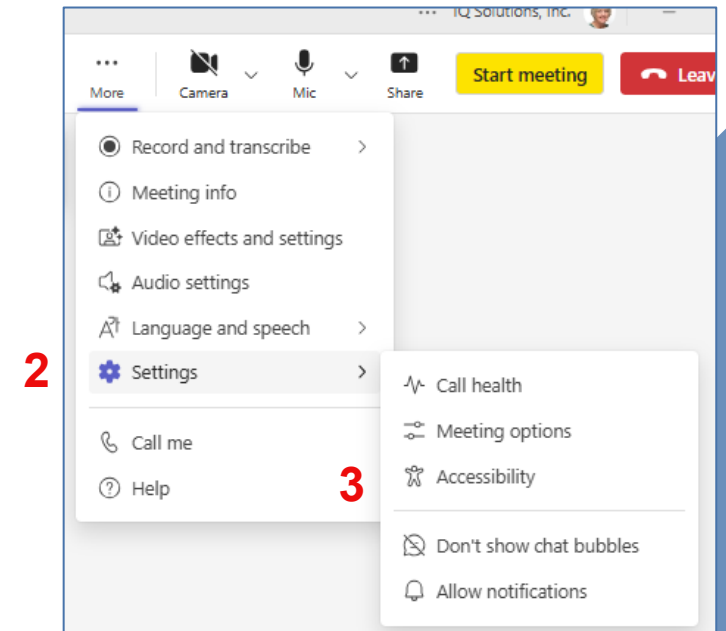 ··· IQ Solutions, Inc.
··· More Camera Mic Share Start meeting Leav
Record and transcribe
Meeting info
Video effects and settings
Audio settings
Language and speech
2 Settings
Call health
Meeting options
Call me
3 Accessibility
Help
Don't show chat bubbles
Allow notifications